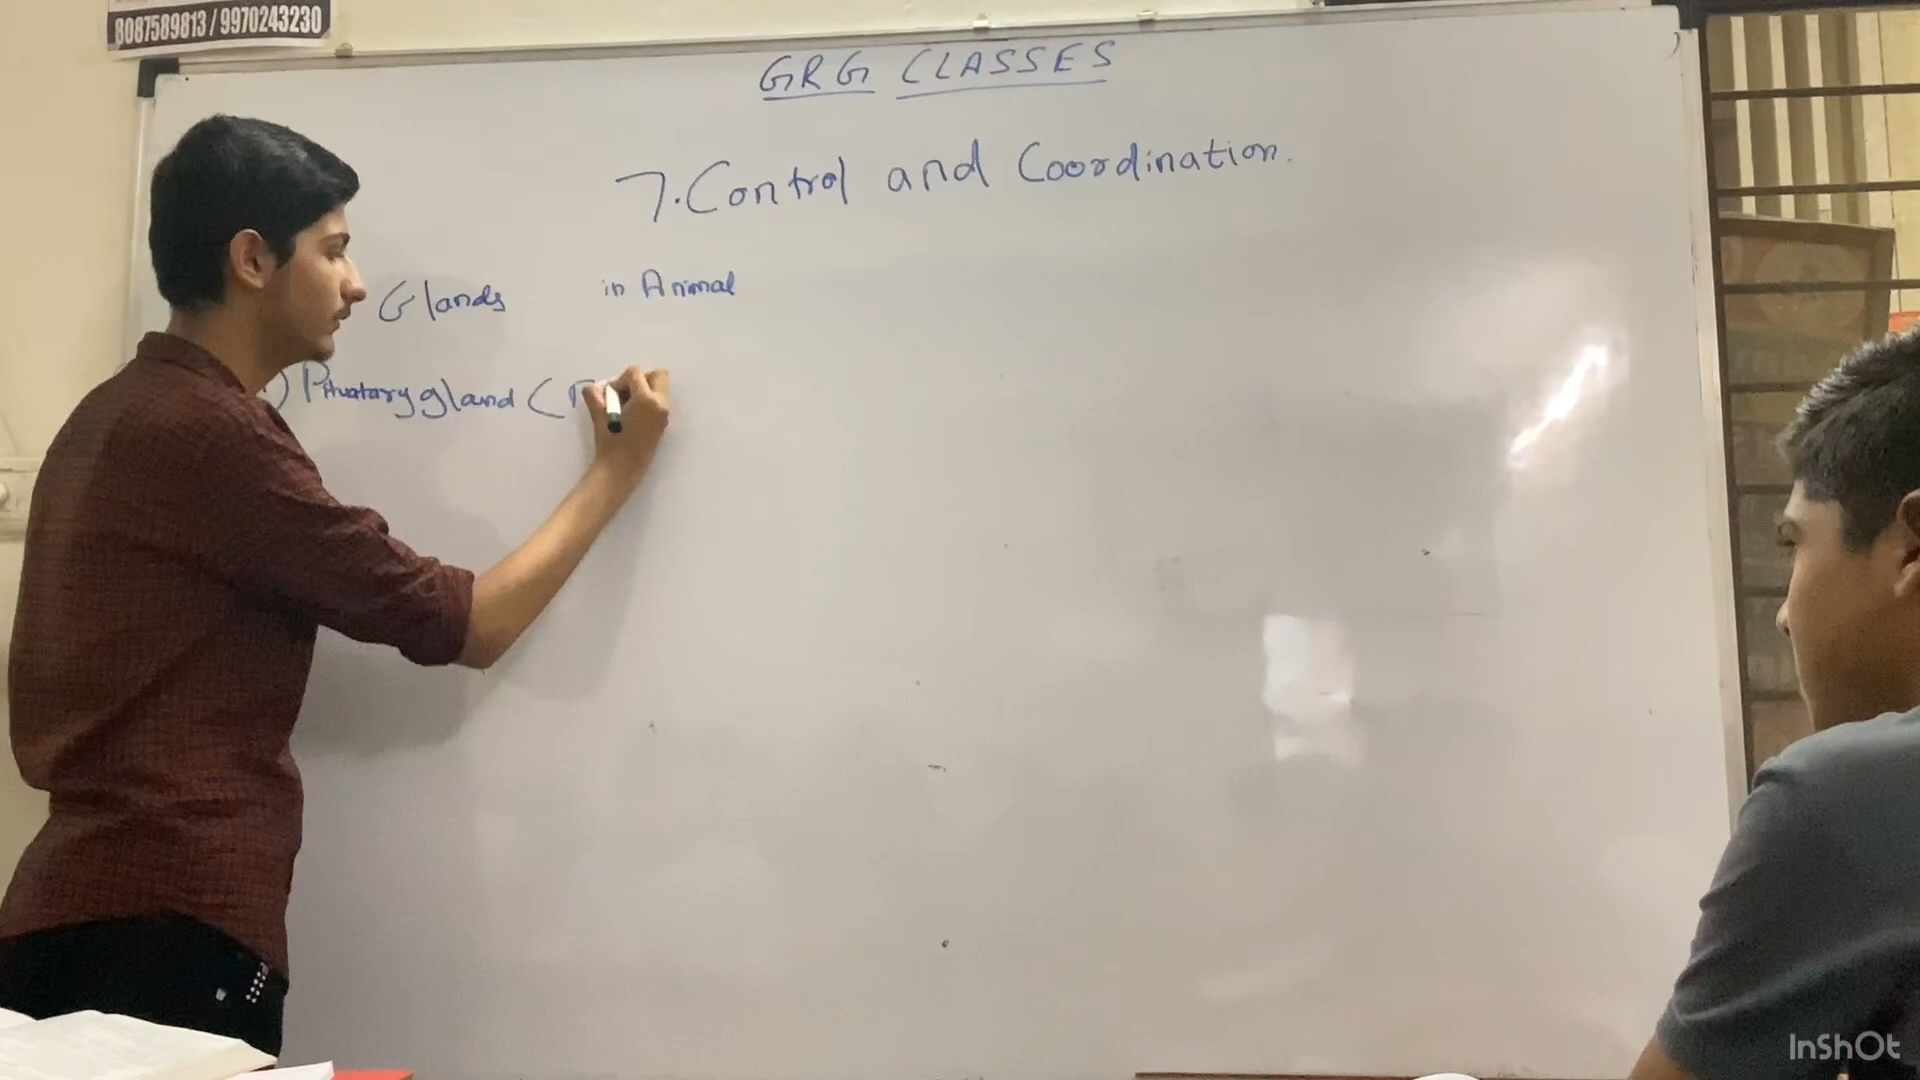 8087589813 / 9970243230
GRG CLASSES
7. Control and Coordination.
Glands in Animal
) Pituatary gland (
InShOt